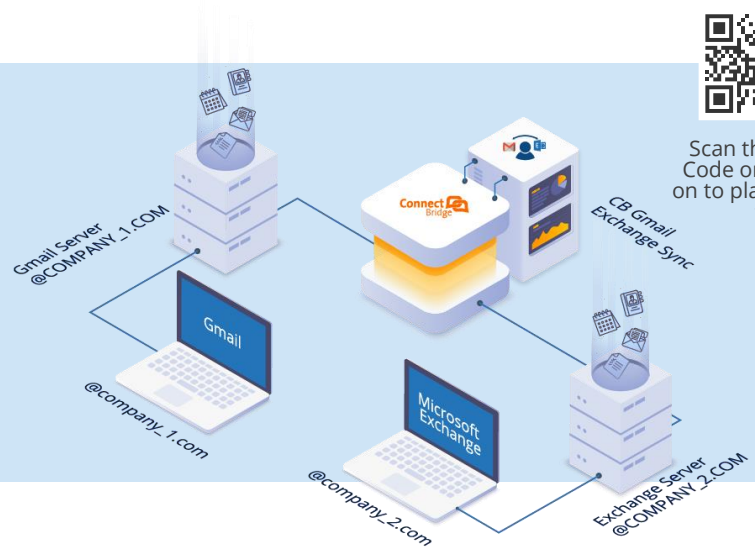 Scan th
Code or
on to pla
Connect
Bridge
CB Gmail
Exchange Sync
Gmail Server
@COMPANY_1.COM
Gmail
@company_1.com
Microsoft
Exchange
@company_2.com
Exchange Server
@COMPANY_2.COM